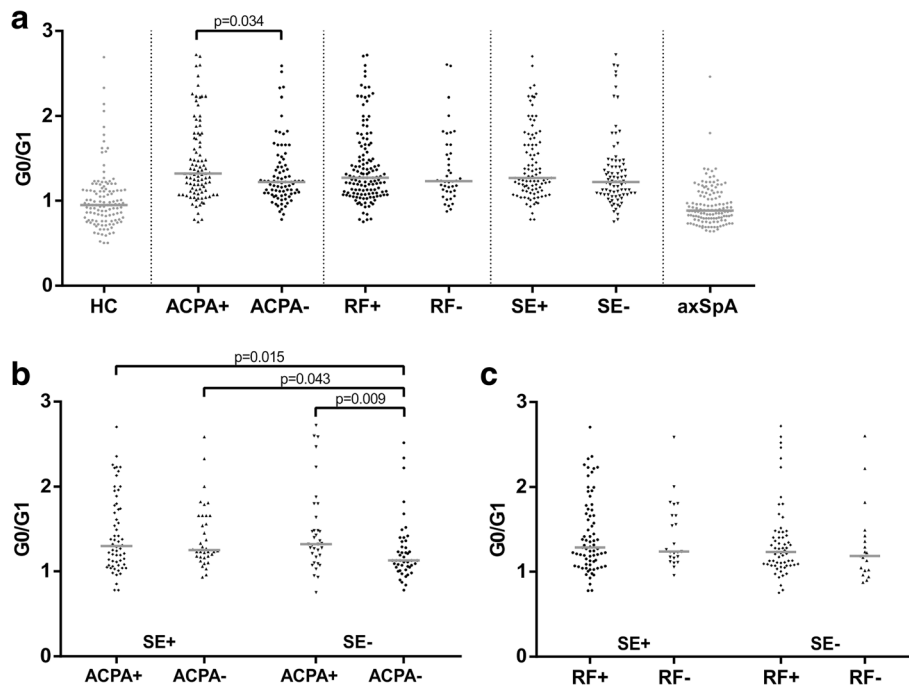 a
p=0.034
3
2
1
0
G0/G1
HC ACPA+ ACPA- RF+ RF- SE+ SE- axSpA
b
p=0.015
p=0.043
p=0.009
3
2
1
0
G0/G1
SE+ SE-
ACPA+ ACPA- ACPA+ ACPA-
c
3
2
1
0
G0/G1
SE+ SE-
RF+ RF- RF+ RF-